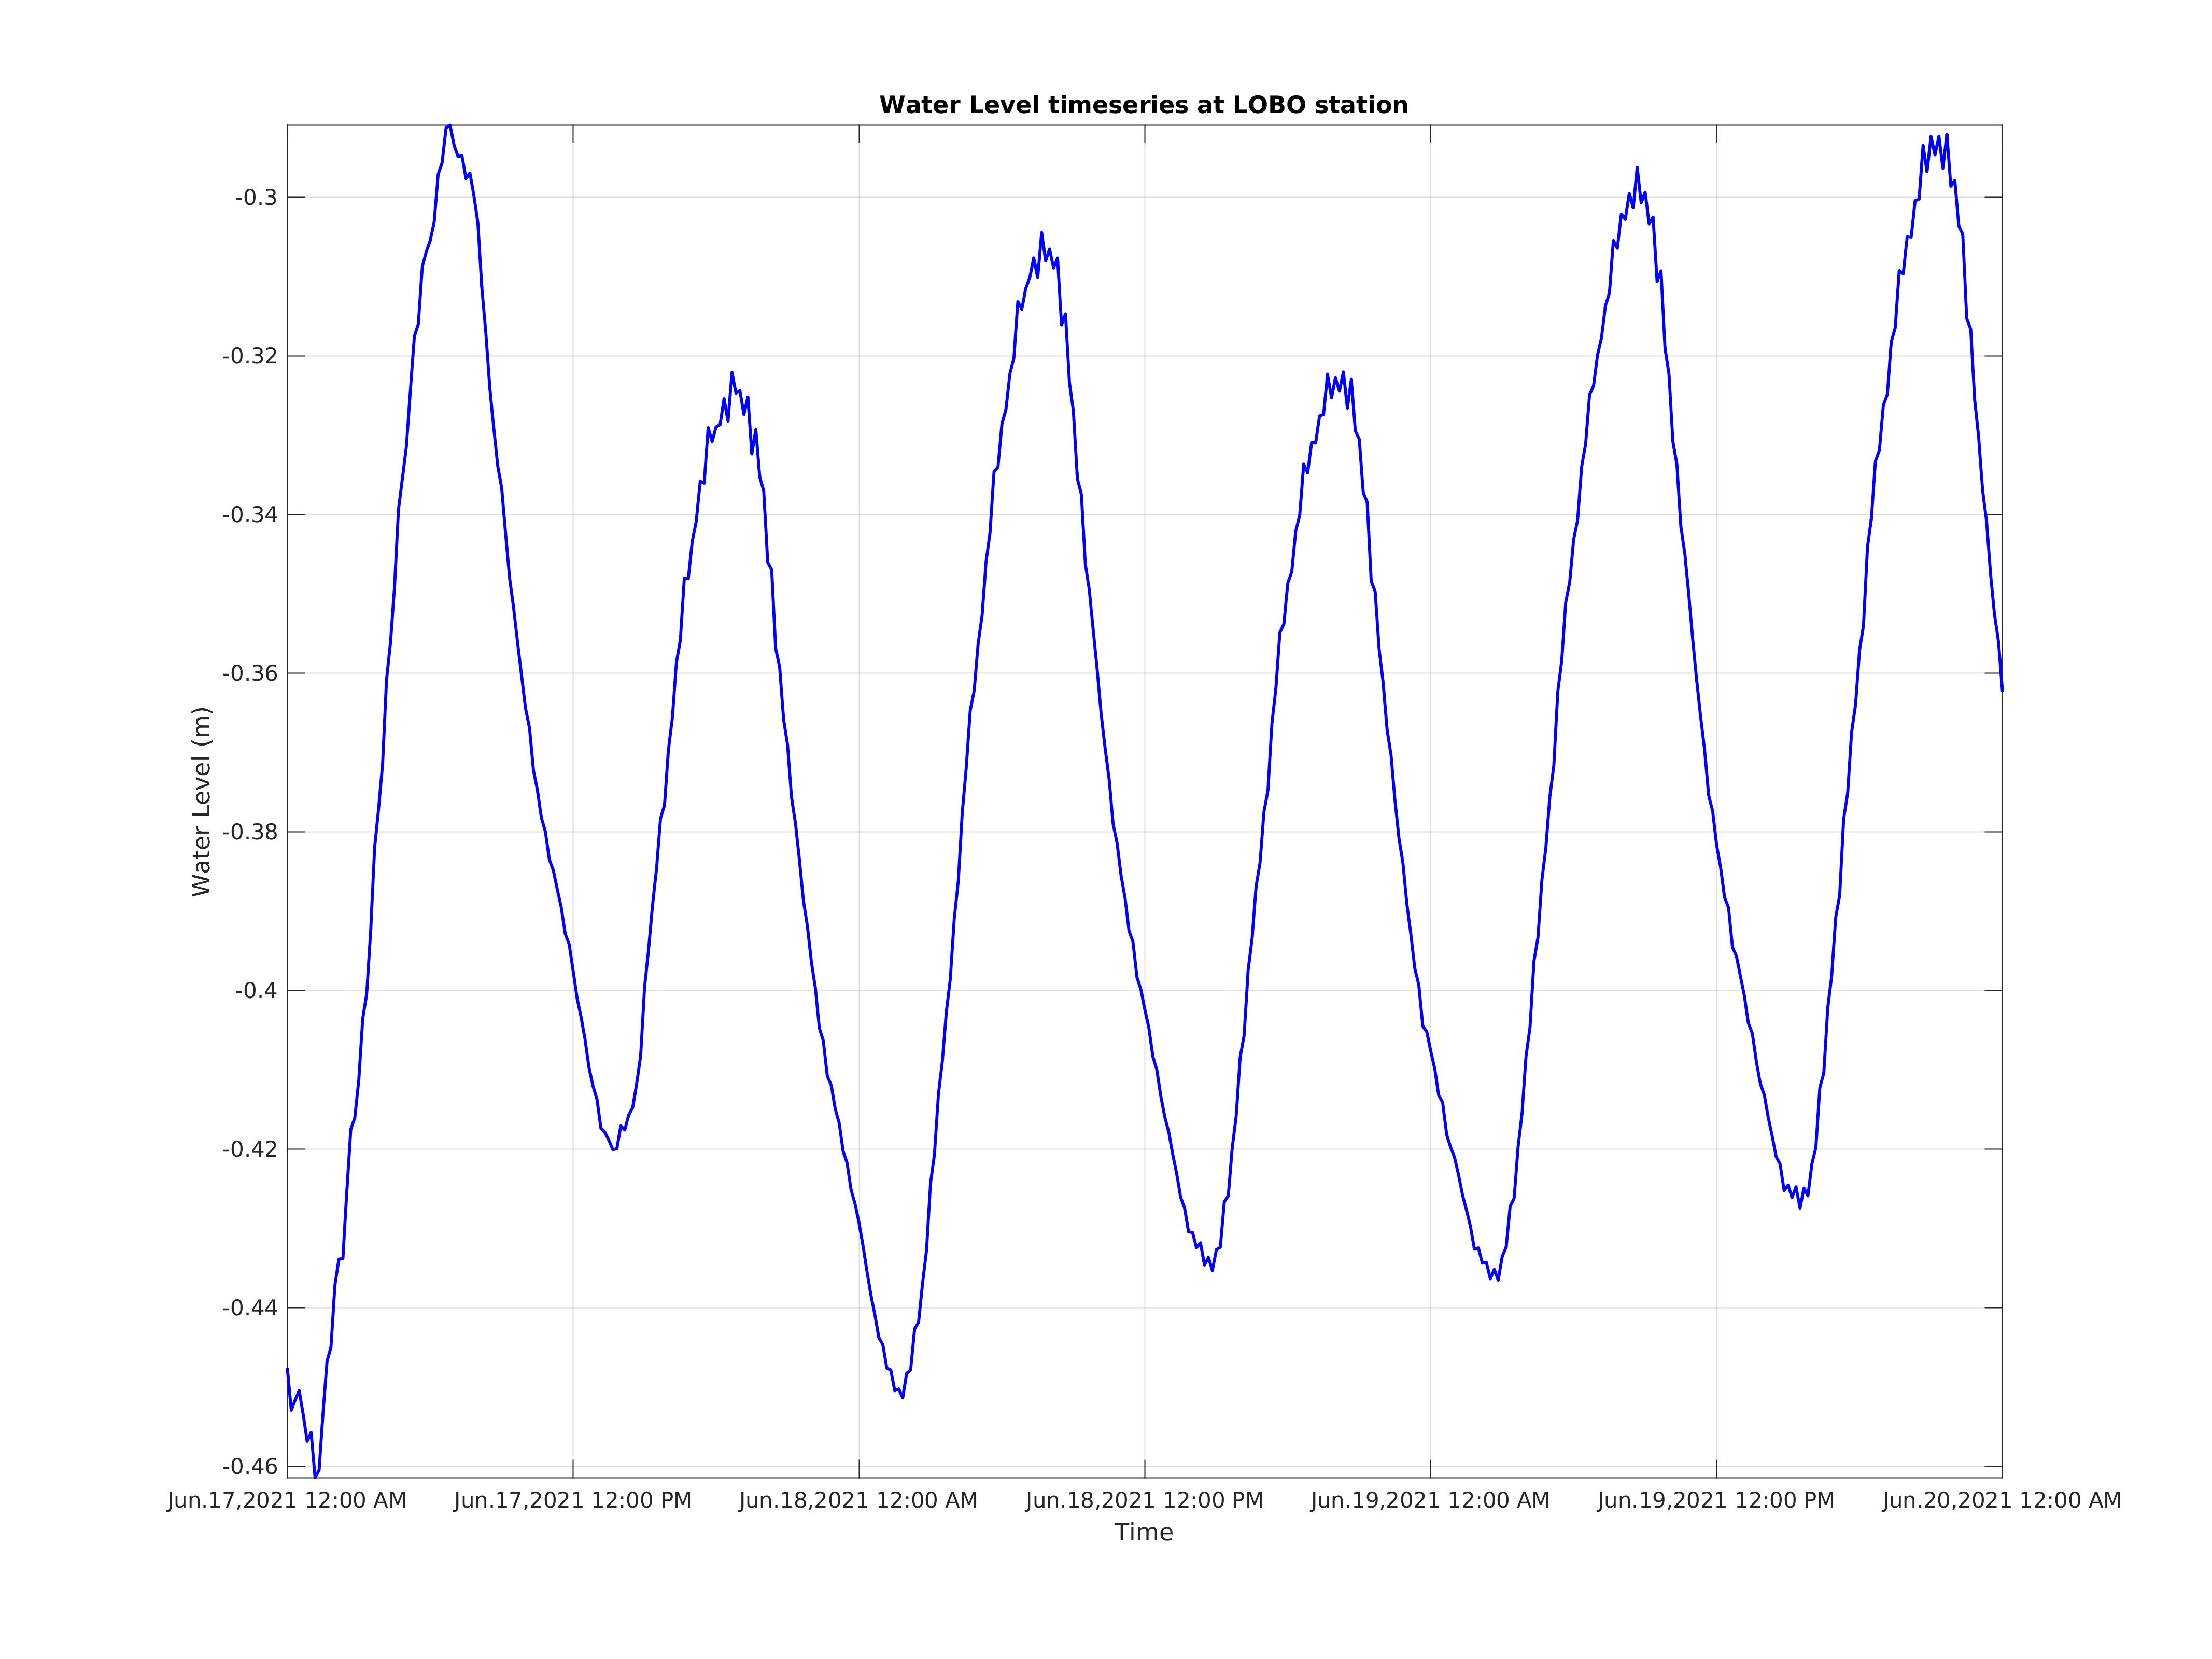 Water Level timeseries at LOBO station
Water Level (m)
-0.3
-0.32
-0.34
-0.36
-0.38
-0.4
-0.42
-0.44
-0.46
Jun.17,2021 12:00 AM
Jun.17,2021 12:00 PM
Jun.18,2021 12:00 AM
Jun.18,2021 12:00 PM
Jun.19,2021 12:00 AM
Jun.19,2021 12:00 PM
Jun.20,2021 12:00 AM
Time